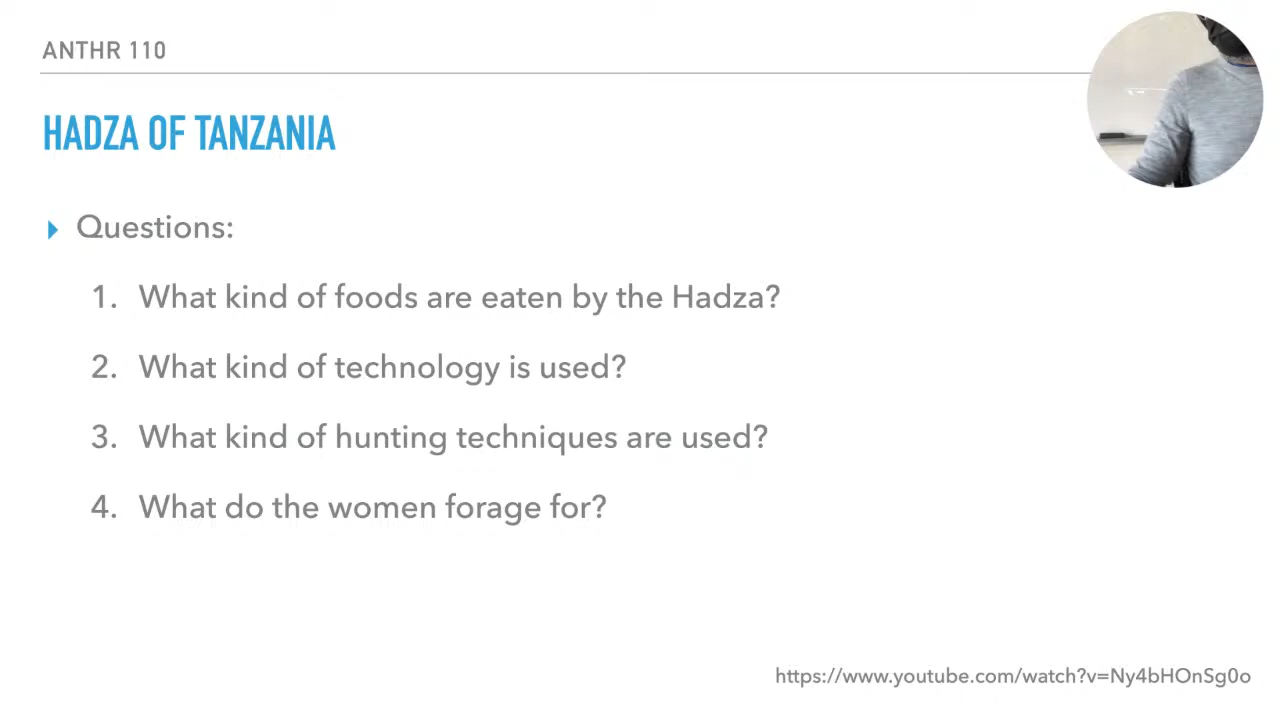 ANTHR 110
HADZA OF TANZANIA
Questions:
1. What kind of foods are eaten by the Hadza?
2. What kind of technology is used?
3. What kind of hunting techniques are used?
4. What do the women forage for?
https://www.youtube.com/watch?v=Ny4bHOnSg0o